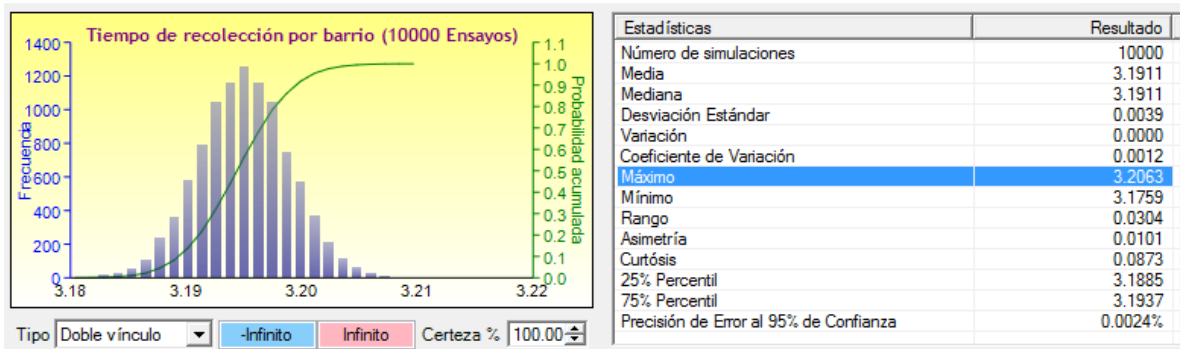 Tiempo de recolección por barrio (10000 Ensayos)
Frecuencia
1400
1200
1000
800
600
400
200
0
3.18 3.19 3.20 3.21 3.22
1.1
1.0
0.9
0.8
0.7
0.6
0.5
0.4
0.3
0.2
0.1
0.0
Probabilidad acumulada
Tipo Doble vínculo -Infinito Infinito Certeza % 100.00
Estadísticas Resultado
Número de simulaciones 10000
Media 3.1911
Mediana 3.1911
Desviación Estándar 0.0039
Variación 0.0000
Coeficiente de Variación 0.0012
Máximo 3.2063
Mínimo 3.1759
Rango 0.0304
Asimetría 0.0101
Curtósis 0.0873
25% Percentil 3.1885
75% Percentil 3.1937
Precisión de Error al 95% de Confianza 0.0024%